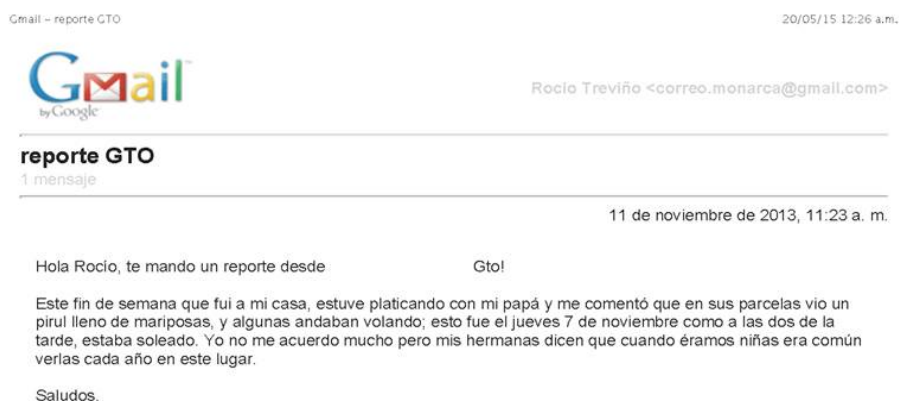 Gmail – reporte GTO 20/05/15 12:26 a.m.
Gmail
by Google
Rocio Treviño <correo.monarca@gmail.com>
reporte GTO
1 mensaje
11 de noviembre de 2013, 11:23 a. m.
Hola Rocio, te mando un reporte desde Gto!
Este fin de semana que fui a mi casa, estuve platicando con mi papá y me comentó que en sus parcelas vio un
pirul lleno de mariposas, y algunas andaban volando; esto fue el jueves 7 de noviembre como a las dos de la
tarde, estaba soleado. Yo no me acuerdo mucho pero mis hermanas dicen que cuando éramos niñas era común
verlas cada año en este lugar.
Saludos.